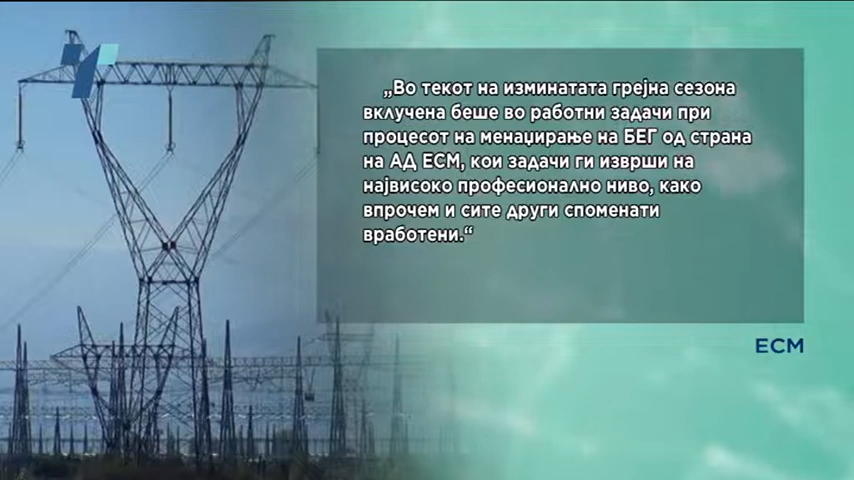 „Во текот на изминатата грејна сезона
вклучена беше во работни задачи при
процесот на менаџирање на БЕГ од страна
на АД ЕСМ, кои задачи ги изврши на
највисоко професионално ниво, како
впрочем и сите други споменати
вработени.“
ЕСМ